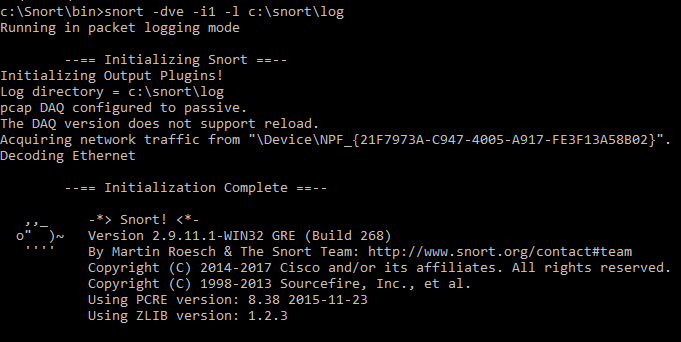 c:\Snort\bin>snort -dve -i1 -l c:\snort\log
Running in packet logging mode
--== Initializing Snort ==--
Initializing Output Plugins!
Log directory = c:\snort\log
pcap DAQ configured to passive.
The DAQ version does not support reload.
Acquiring network traffic from "\Device\NPF_{21F7973A-C947-4005-A917-FE3F13A58B02}".
Decoding Ethernet
--== Initialization Complete ==--
,,_     -*> Snort! <*-
o"  )~   Version 2.9.11.1-WIN32 GRE (Build 268)
''''    By Martin Roesch & The Snort Team: http://www.snort.org/contact#team
Copyright (C) 2014-2017 Cisco and/or its affiliates. All rights reserved.
Copyright (C) 1998-2013 Sourcefire, Inc., et al.
Using PCRE version: 8.38 2015-11-23
Using ZLIB version: 1.2.3